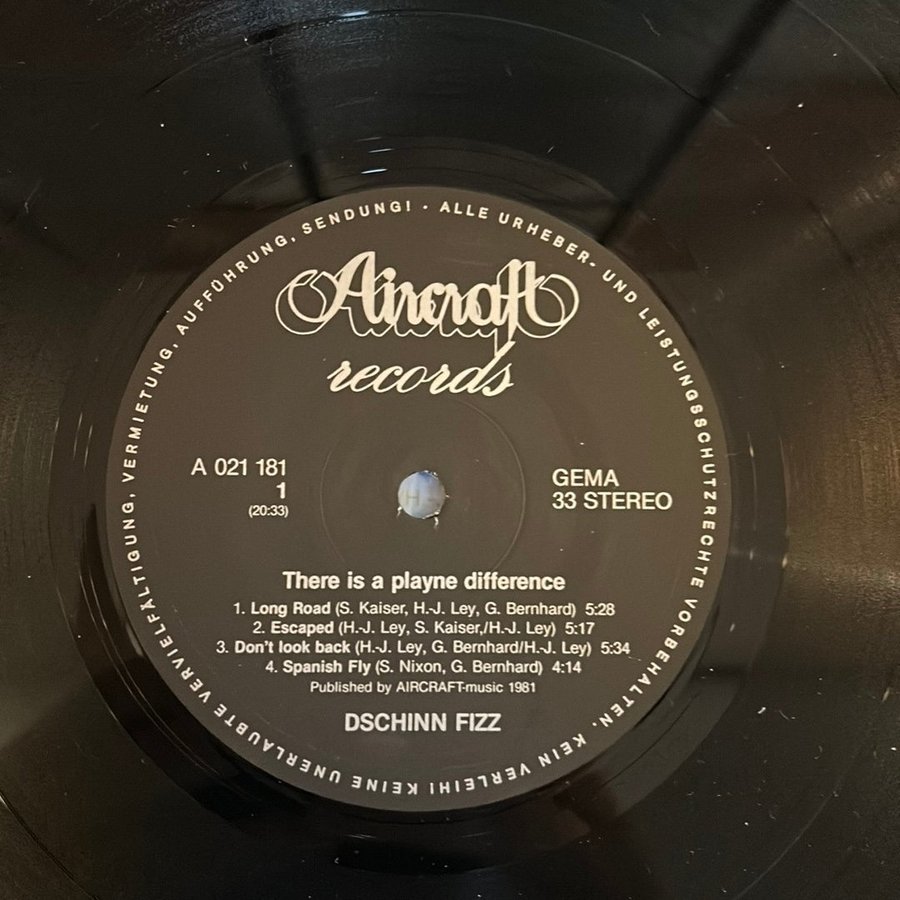 ALLE URHEBER- UND LEISTUNGSSCHUTZRECHTE VORBEHALTEN. KEIN VERLEIH! KEINE UNERLAUBTE VERVIELFÄLTIGUNG, VERMIETUNG, AUFFÜHRUNG, SENDUNG! ·
Aircraft
records
A 021 181
1
(20:33)
GEMA
33 STEREO
There is a playne difference
1. Long Road (S. Kaiser, H.-J. Ley, G. Bernhard) 5:28
2. Escaped (H.-J. Ley, S. Kaiser,/H.-J. Ley) 5:17
3. Don't look back (H.-J. Ley, G. Bernhard/H.-J. Ley) 5:34
4. Spanish Fly (S. Nixon, G. Bernhard) 4:14
Published by AIRCRAFT-music 1981
DSCHINN FIZZ